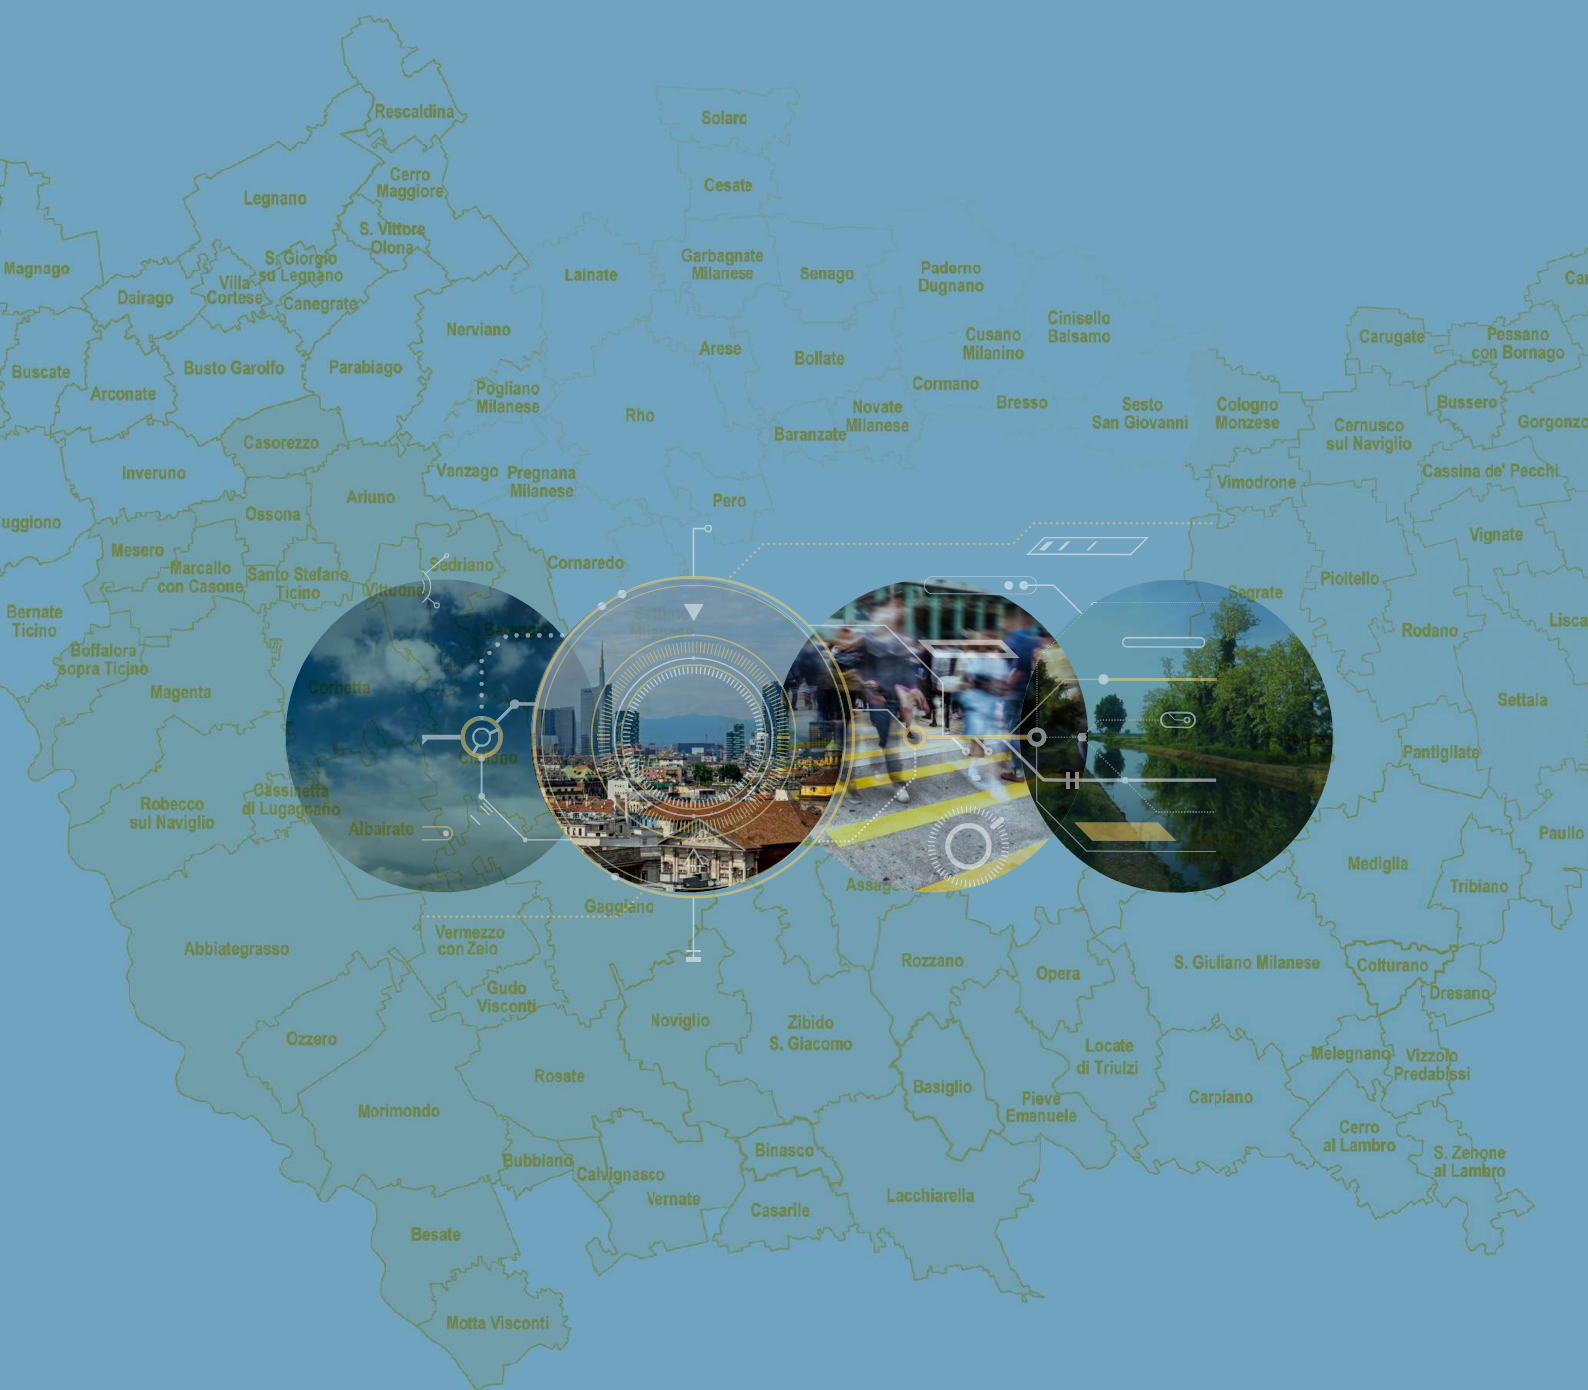 Rescaldina
Solaro
Cerro
Maggiore
Cesate
Legnano
S. Vittore
Olona
S. Giorgio
su Legnano
Magnago
Villa
Cortese
Dairago
Canegrate
Lainate
Garbagnate
Milanese
Senago
Paderno
Dugnano
Nerviano
Cinisello
Balsamo
Cusano
Milanino
Carugate
Pessano
con Bornago
Arese
Bollate
Buscate
Busto Garolfo
Parabiago
Arconate
Pogliano
Milanese
Cormano
Rho
Novate
Milanese
Bresso
Sesto
San Giovanni
Cologno
Monzese
Bussero
Cernusco
sul Naviglio
Baranzate
Casorezzo
Inveruno
Vanzago
Pregnana
Milanese
Vimodrone
Cassina de' Pecchi
Ariuno
Pero
Ossona
uggiono
Vignate
Mesero
Marcallo
con Casone
Santo Stefano
Ticino
Sedriano
Vittuone
Cornaredo
Pioltello
Segrate
Bernate
Ticino
Rodano
Boffalora
sopra Ticino
Magenta
Corbetta
Settala
Pantigliate
Cisliano
Cassinetta
di Lugagnano
Robecco
sul Naviglio
Albairate
Paullo
Mediglia
Tribiano
Assag
Gaggiano
Abbiategrasso
Vermezzo
con Zelo
Rozzano
Opera
S. Giuliano Milanese
Colturano
Dresano
Gudo
Visconti
Noviglio
Zibido
S. Giacomo
Ozzero
Locate
di Triulzi
Melegnano
Vizzolo
Predabissi
Rosate
Basiglio
Pieve
Emanuele
Carpiano
Morimondo
Cerro
al Lambro
S. Zenone
al Lambro
Binasco
Bubbiano
Calvignasco
Vernate
Lacchiarella
Casarile
Besate
Motta Visconti